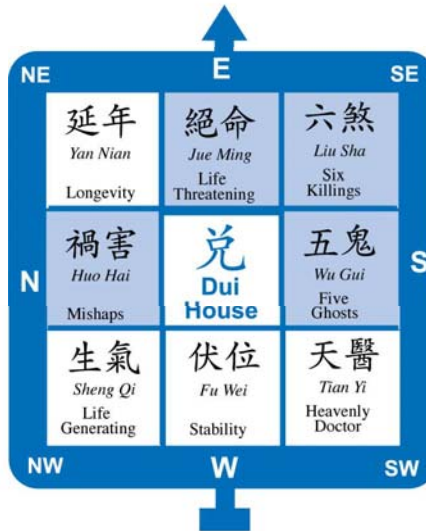 NE
E
SE
延年
Yan Nian
Longevity
絕命
Jue Ming
Life
Threatening
六煞
Liu Sha
Six
Killings
N
禍害
Huo Hai
Mishaps
兑
Dui
House
五鬼
Wu Gui
Five
Ghosts
S
生氣
Sheng Qi
Life
Generating
伏位
Fu Wei
Stability
天醫
Tian Yi
Heavenly
Doctor
NW
W
SW